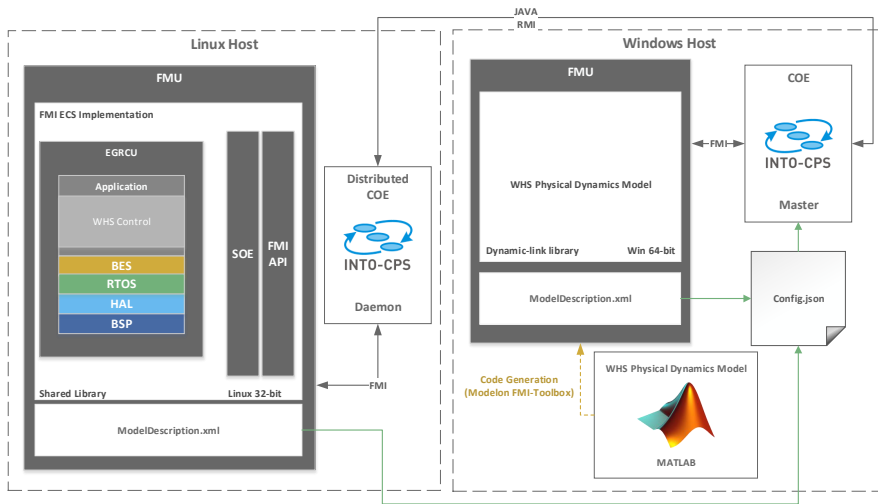 JAVA
RMI
Linux Host
FMU
FMI ECS Implementation
EGRCU
Application
WHS Control
BES
RTOS
HAL
BSP
SOE
FMI
API
Shared Library
Linux 32-bit
ModelDescription.xml
Distributed
COE
INTO-CPS
Daemon
FMI
Windows Host
FMU
WHS Physical Dynamics Model
Dynamic-link library
Win 64-bit
ModelDescription.xml
FMI
COE
INTO-CPS
Master
Config.json
Code Generation
(Modelon FMI-Toolbox)
WHS Physical Dynamics Model
MATLAB